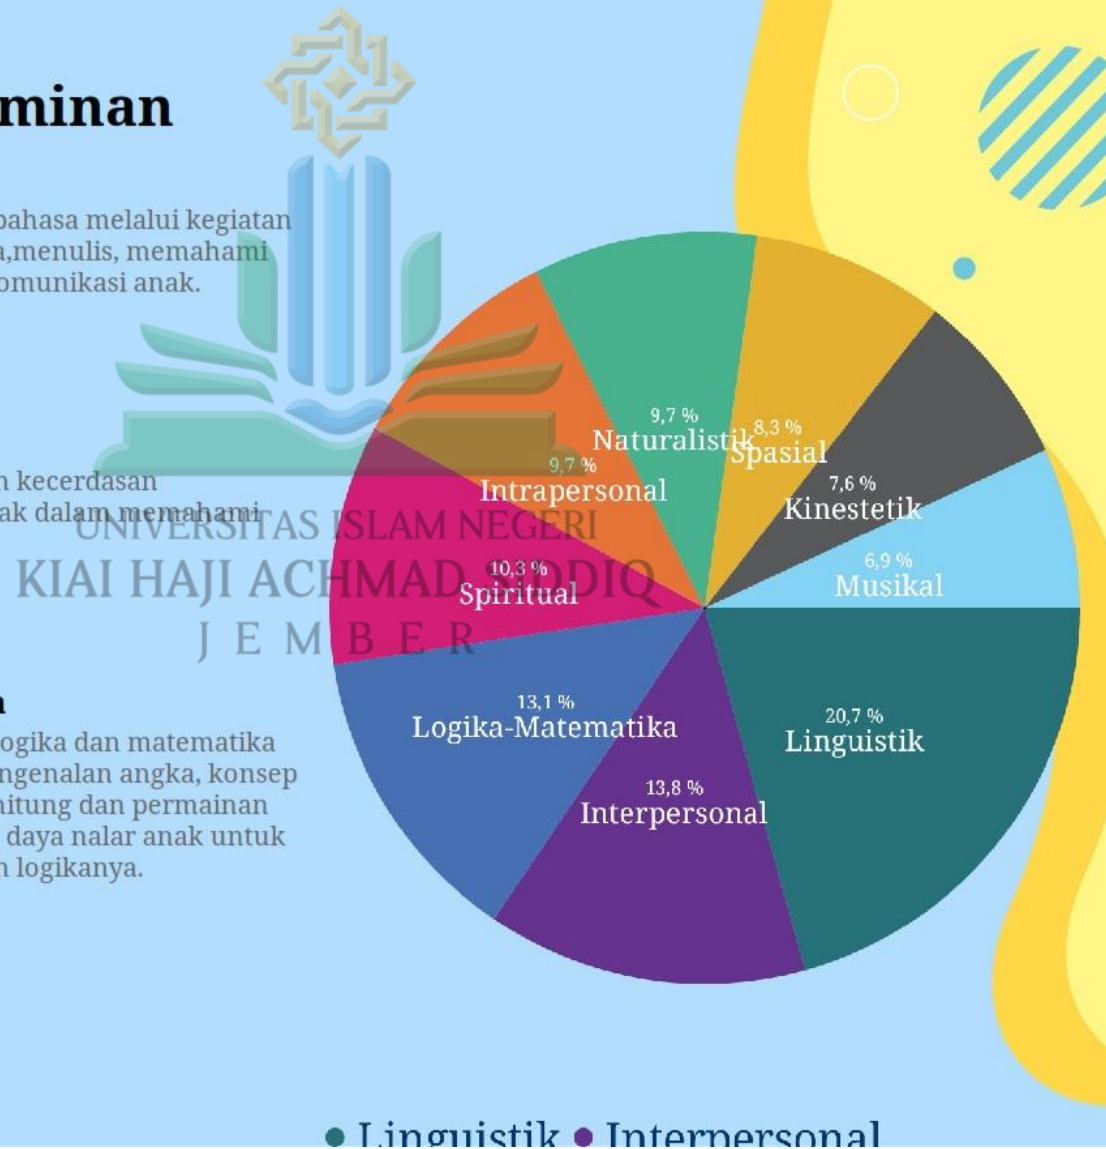 minan
bahasa melalui kegiatan
a,menulis, memahami
omunikasi anak.
n kecerdasan
ak dalam memahami
UNIVERSITAS ISLAM NEGERI
KIAI HAJI ACHMAD SIDDIQ
JEMBER
a
ogika dan matematika
ngenalan angka, konsep
hitung dan permainan
daya nalar anak untuk
n logikanya.
9,7 %
Naturalistik
8,3 %
Spasial
9,7 %
Intrapersonal
7,6 %
Kinestetik
10,3 %
Spiritual
6,9 %
Musikal
13,1 %
Logika-Matematika
20,7 %
Linguistik
13,8 %
Interpersonal
Linguistik
Interpersonal